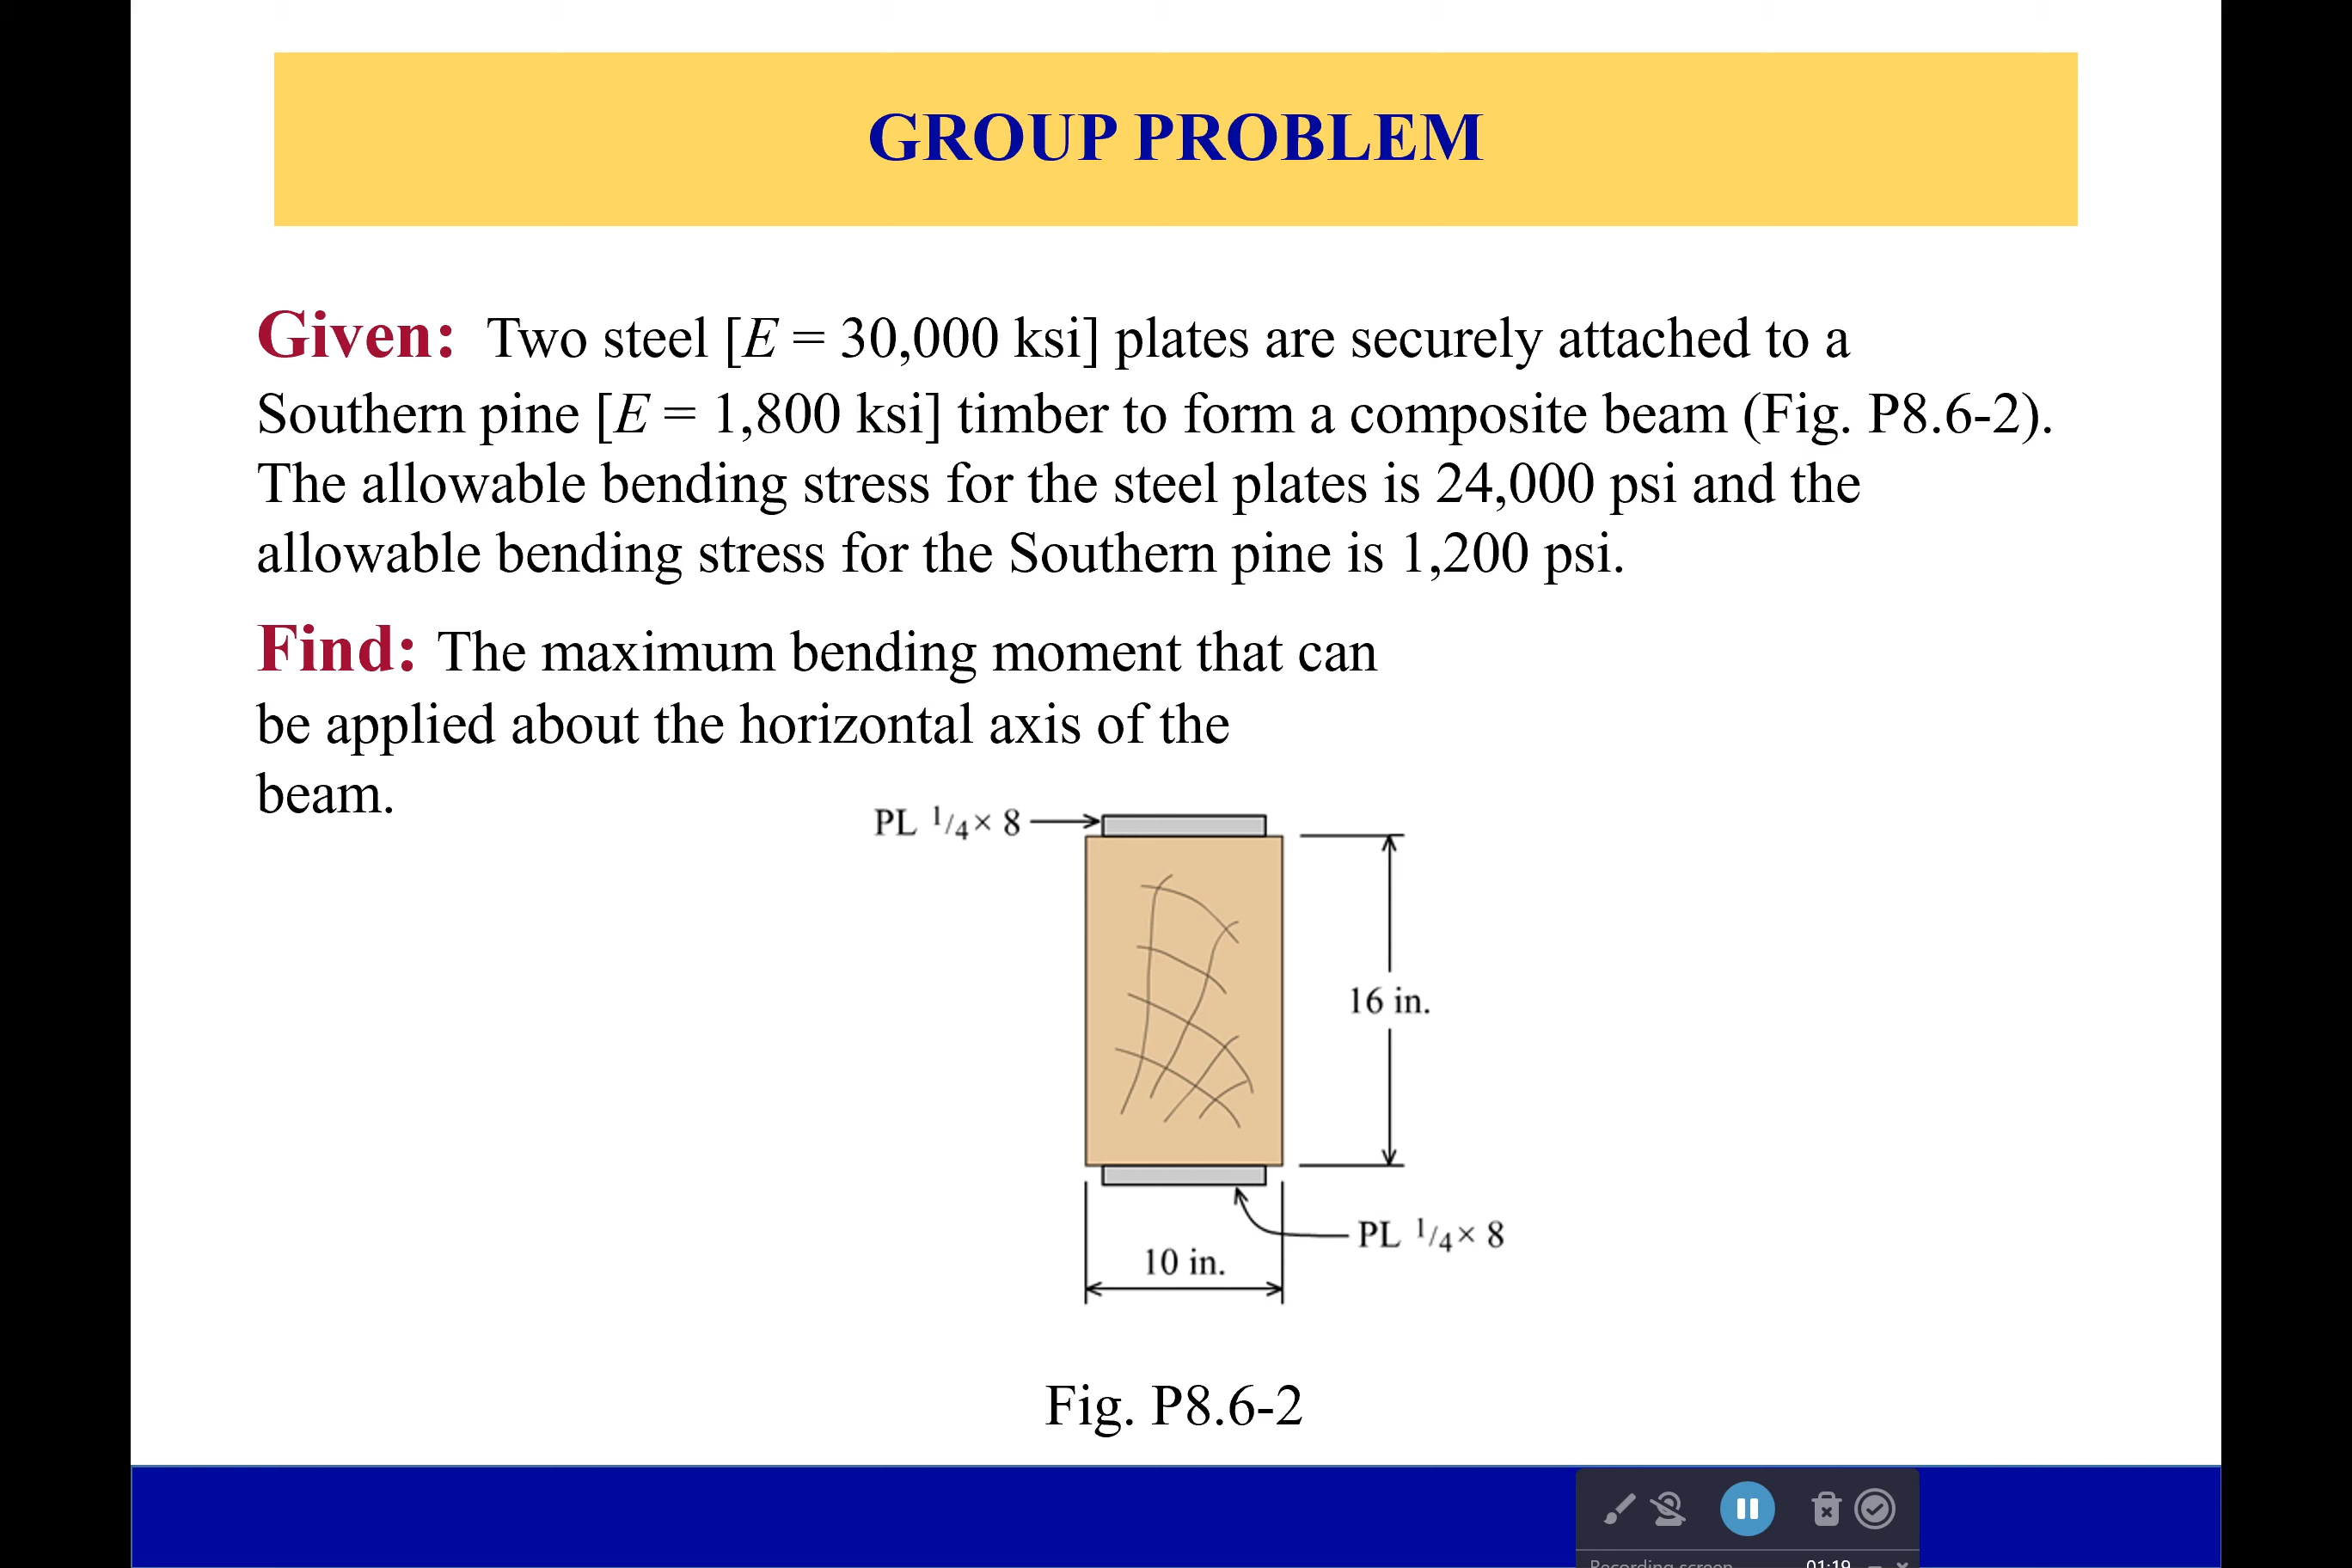 GROUP PROBLEM
Given: Two steel [E = 30,000 ksi] plates are securely attached to a
Southern pine [E = 1,800 ksi] timber to form a composite beam (Fig. P8.6-2).
The allowable bending stress for the steel plates is 24,000 psi and the
allowable bending stress for the Southern pine is 1,200 psi.
Find: The maximum bending moment that can
be applied about the horizontal axis of the
beam.
PL 1/4× 8
16 in.
PL 1/4× 8
10 in.
Fig. P8.6-2
Recording screen 01:19